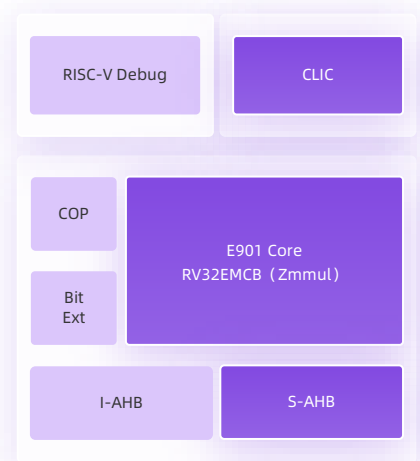 RISC-V Debug
CLIC
COP
E901 Core
RV32EMCB（Zmmul）
Bit
Ext
I-AHB
S-AHB